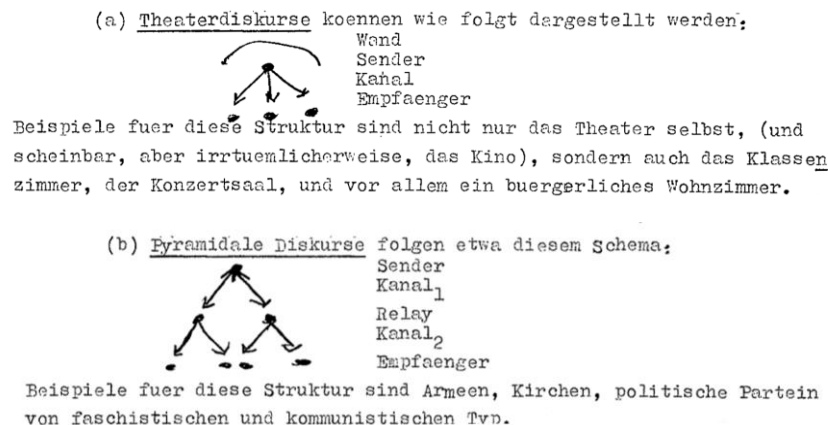 (a) Theaterdiskurse koennen wie folgt dargestellt werden:
Wand
Sender
Kanal
Empfaenger
Beispiele fuer diese Struktur sind nicht nur das Theater selbst, (und
scheinbar, aber irrtuemlicherweise, das Kino), sondern auch das Klassen
zimmer, der Konzertsaal, und vor allem ein buergerliches Wohnzimmer.
(b) Pyramidale Diskurse folgen etwa diesem Schema:
Sender
Kanal1
Relay
Kanal2
Empfaenger
Beispiele fuer diese Struktur sind Armeen, Kirchen, politische Partein
von faschistischen und kommunistischen Typ.